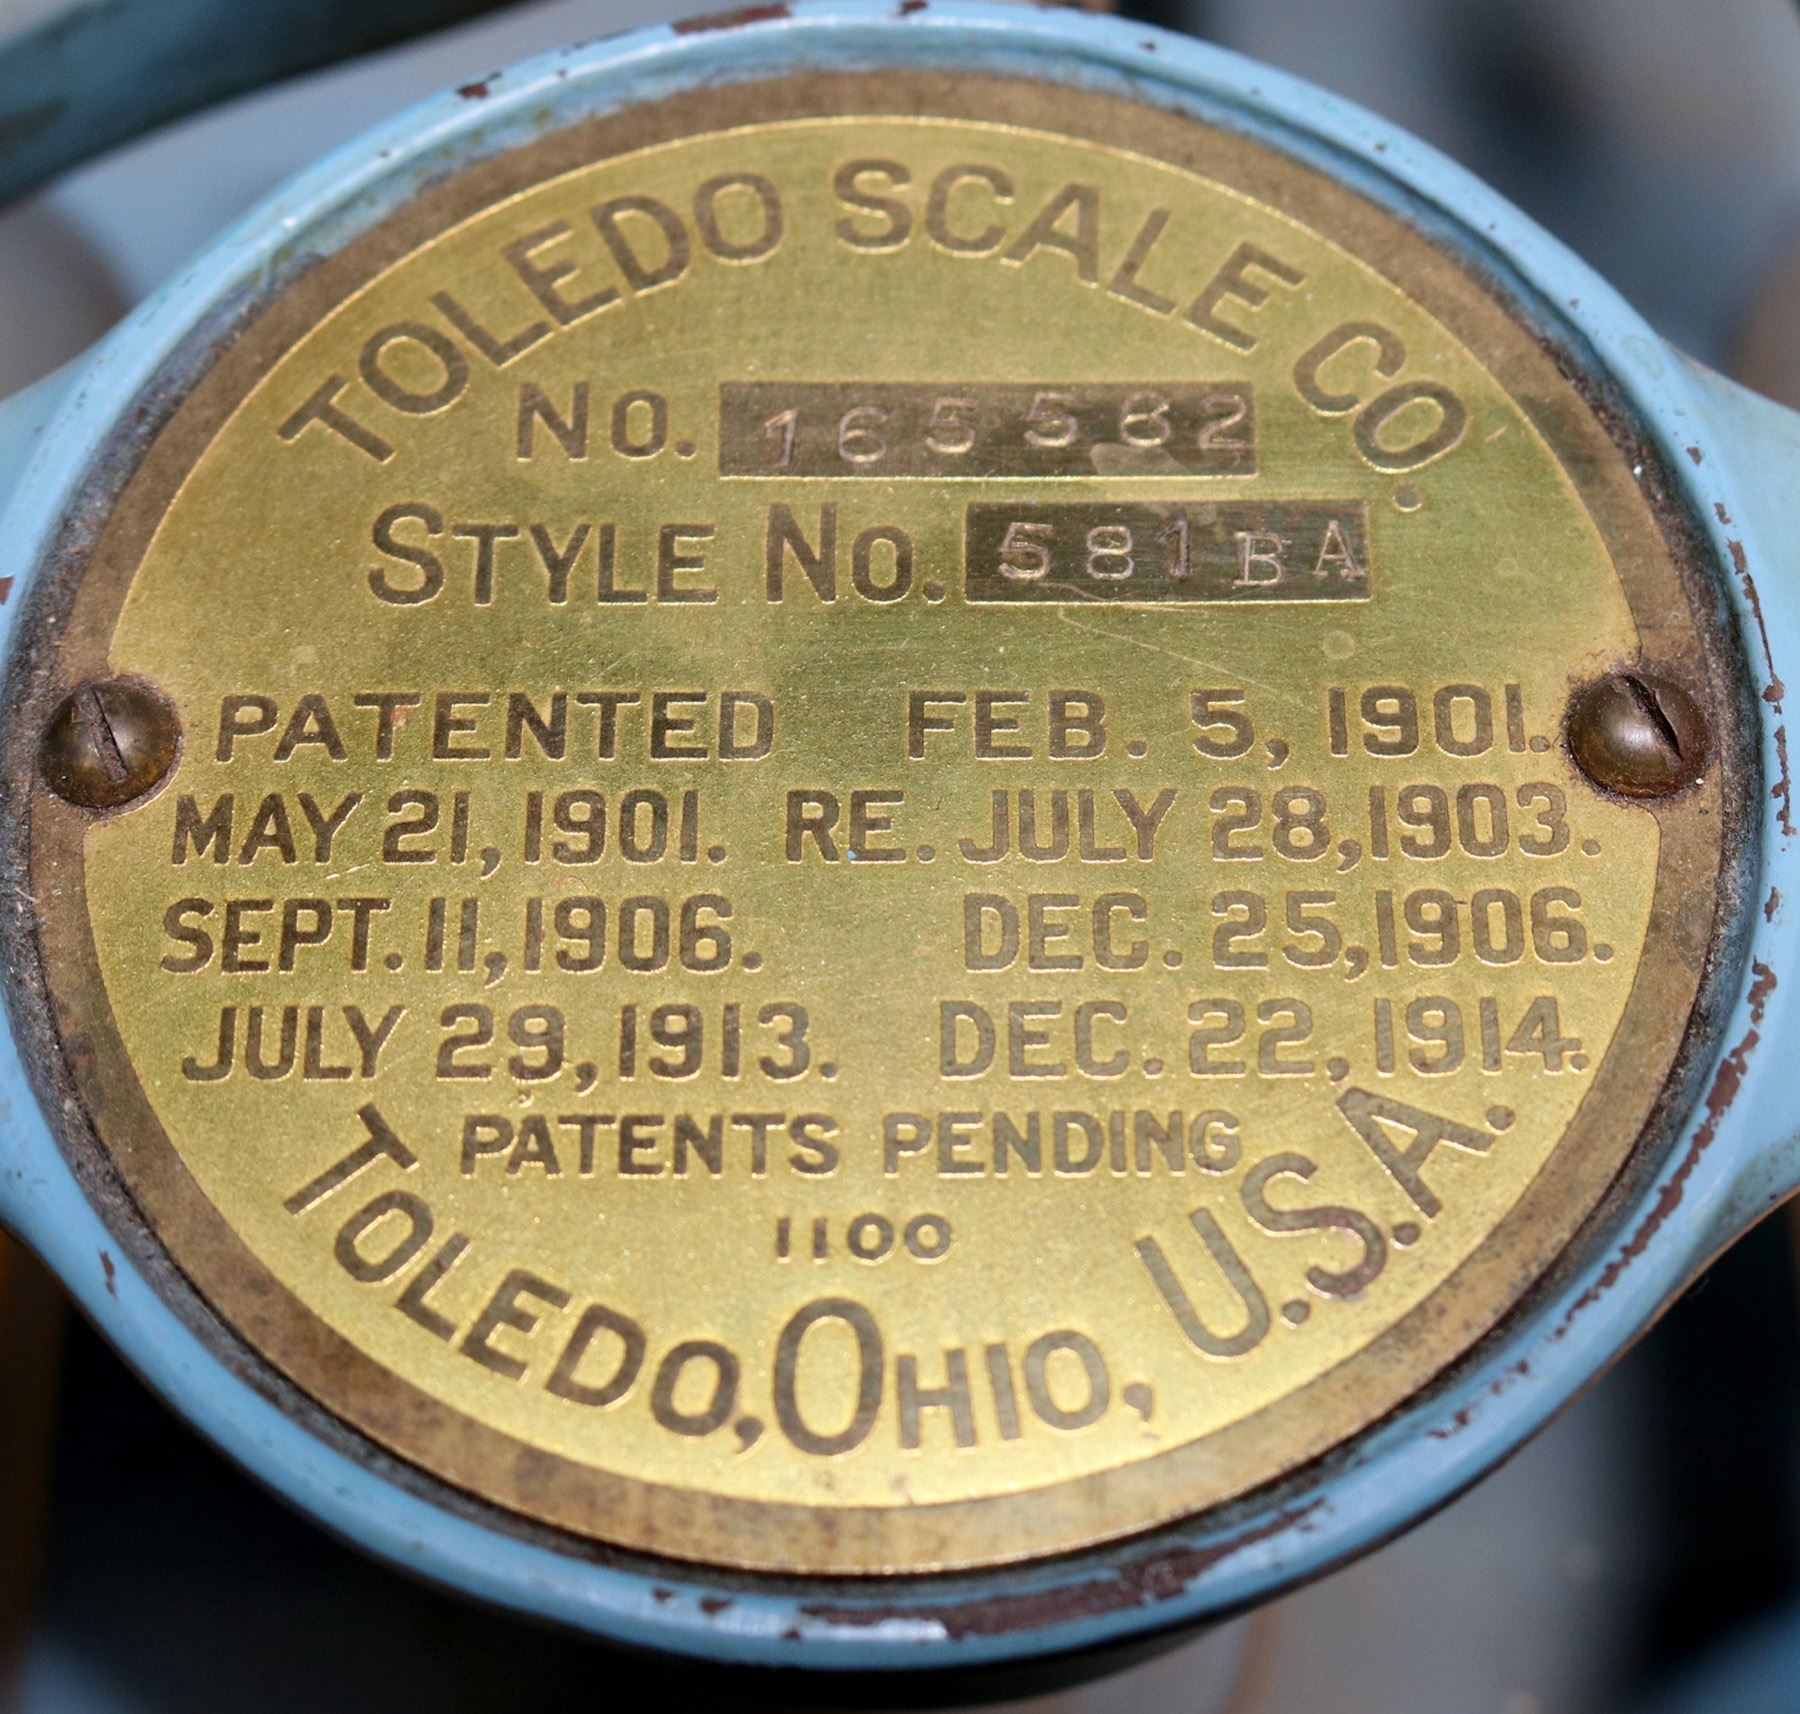 TOLEDO SCALE CO.
No. 165582
STYLE No. 581BA
PATENTED FEB. 5, 1901.
MAY 21, 1901. RE. JULY 28, 1903.
SEPT. 11, 1906. DEC. 25, 1906.
JULY 29, 1913. DEC. 22, 1914.
PATENTS PENDING
1100
TOLEDO, OHIO, U.S.A.